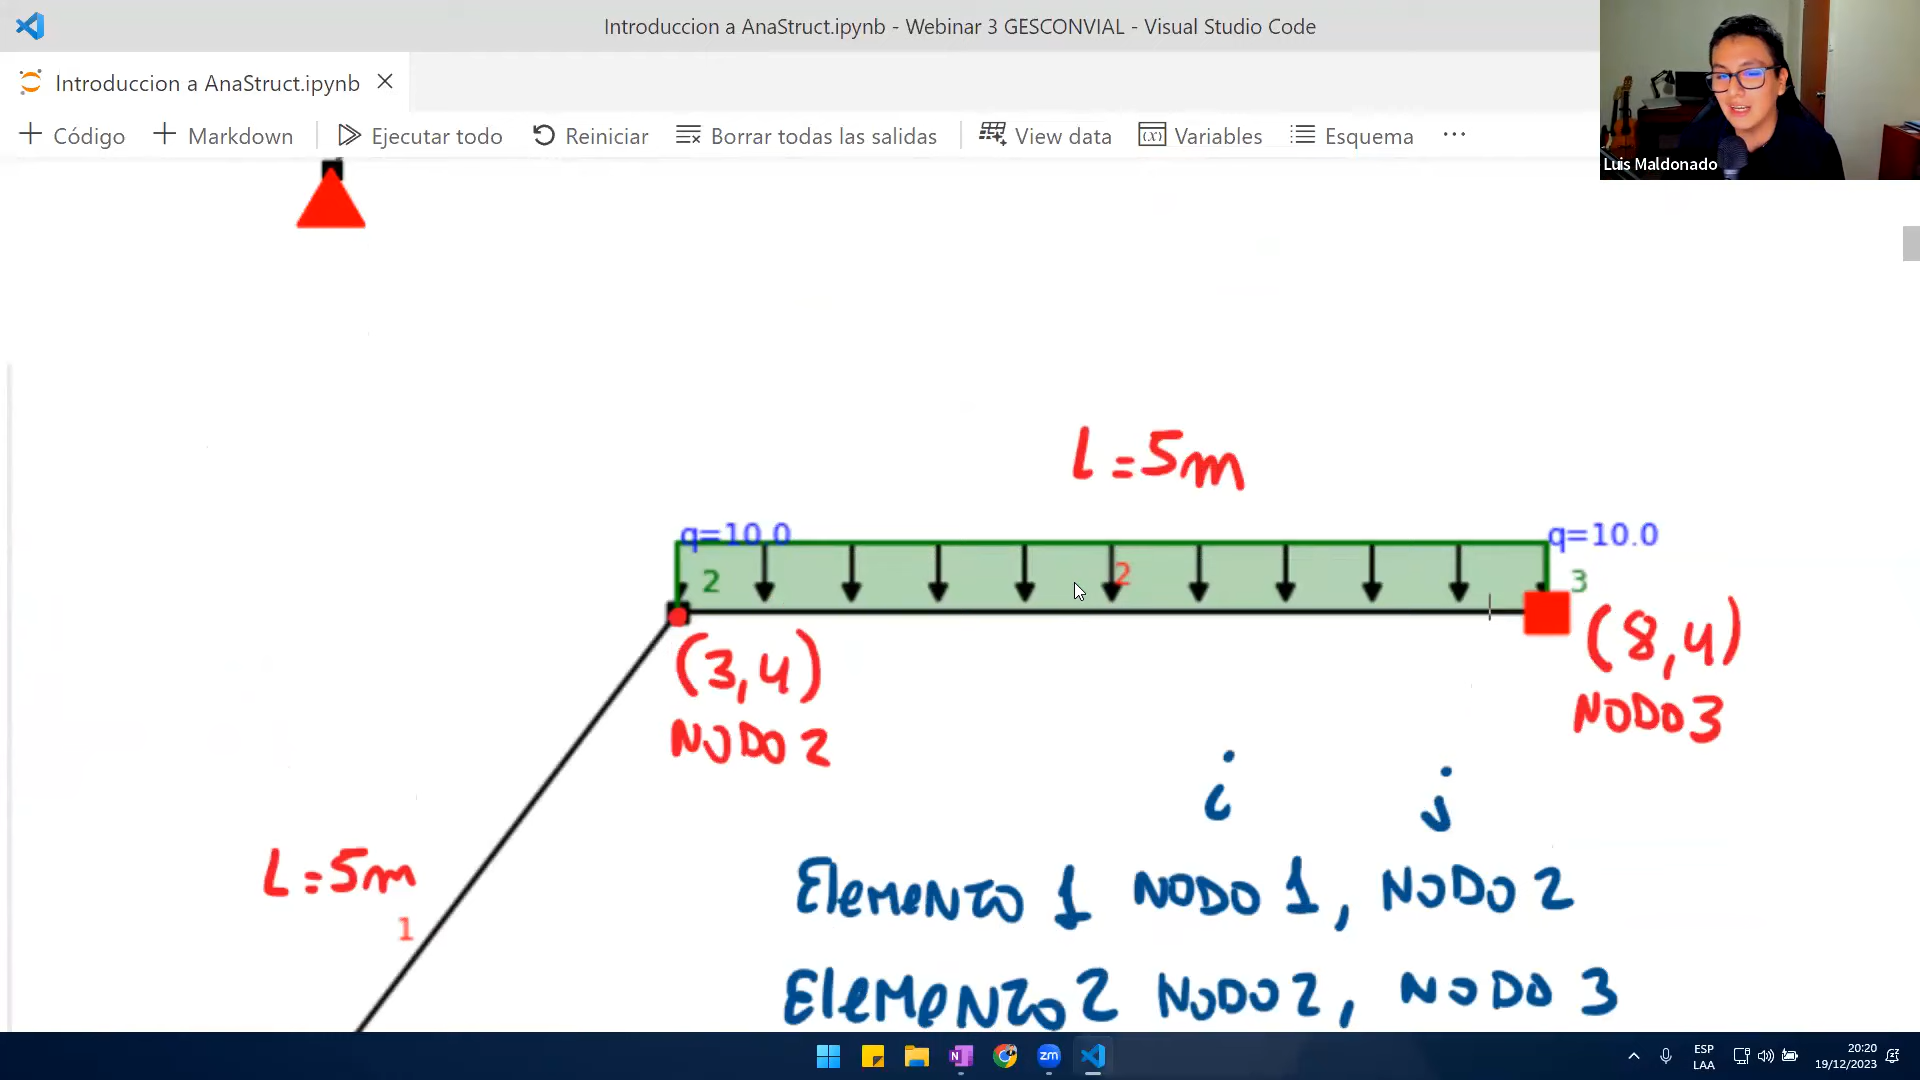 Introduccion a AnaStruct.ipynb - Webinar 3 GESCONVIAL - Visual Studio Code
Introduccion a AnaStruct.ipynb
Código Markdown Ejecutar todo Reiniciar Borrar todas las salidas View data Variables Esquema ...
Luis Maldonado
L=5m
q=10.0 q=10.0
2 2 3
(3,4) (8,4)
NODO 2 NODO 3
i j
L=5m
1
Elemento 1 NODO 1, NODO 2
Elemento 2 NODO 2, NODO 3
zm
ESP
LAA
20:20
19/12/2023